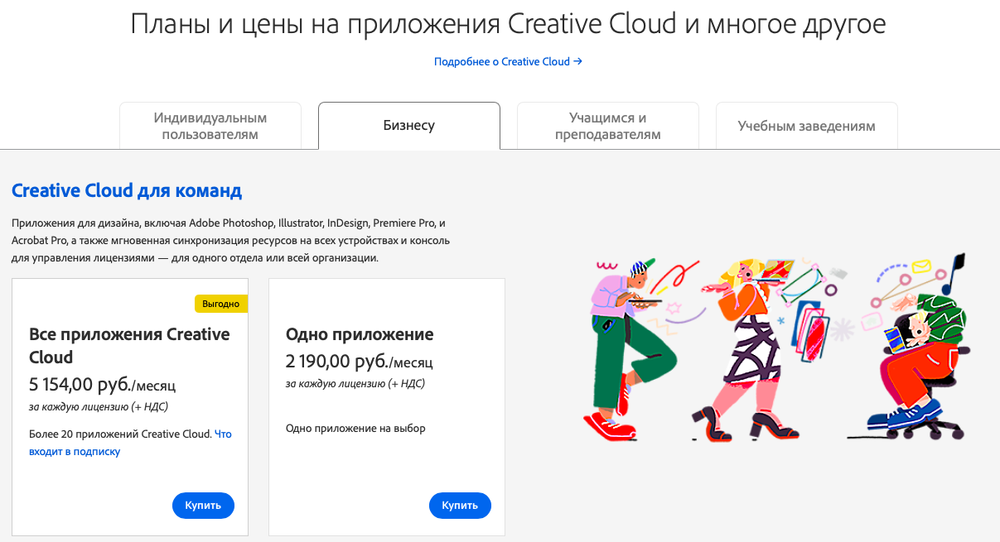 Планы и цены на приложения Creative Cloud и многое другое
Подробнее о Creative Cloud →
Индивидуальным
пользователям
Бизнесу
Учащимся и
преподавателям
Учебным заведениям
Creative Cloud для команд
Приложения для дизайна, включая Adobe Photoshop, Illustrator, InDesign, Premiere Pro, и
Acrobat Pro, а также мгновенная синхронизация ресурсов на всех устройствах и консоль
для управления лицензиями — для одного отдела или всей организации.
Выгодно
Все приложения Creative
Cloud
5 154,00 руб./месяц
за каждую лицензию (+ НДС)
Более 20 приложений Creative Cloud. Что
входит в подписку
Купить
Одно приложение
2 190,00 руб./месяц
за каждую лицензию (+ НДС)
Одно приложение на выбор
Купить